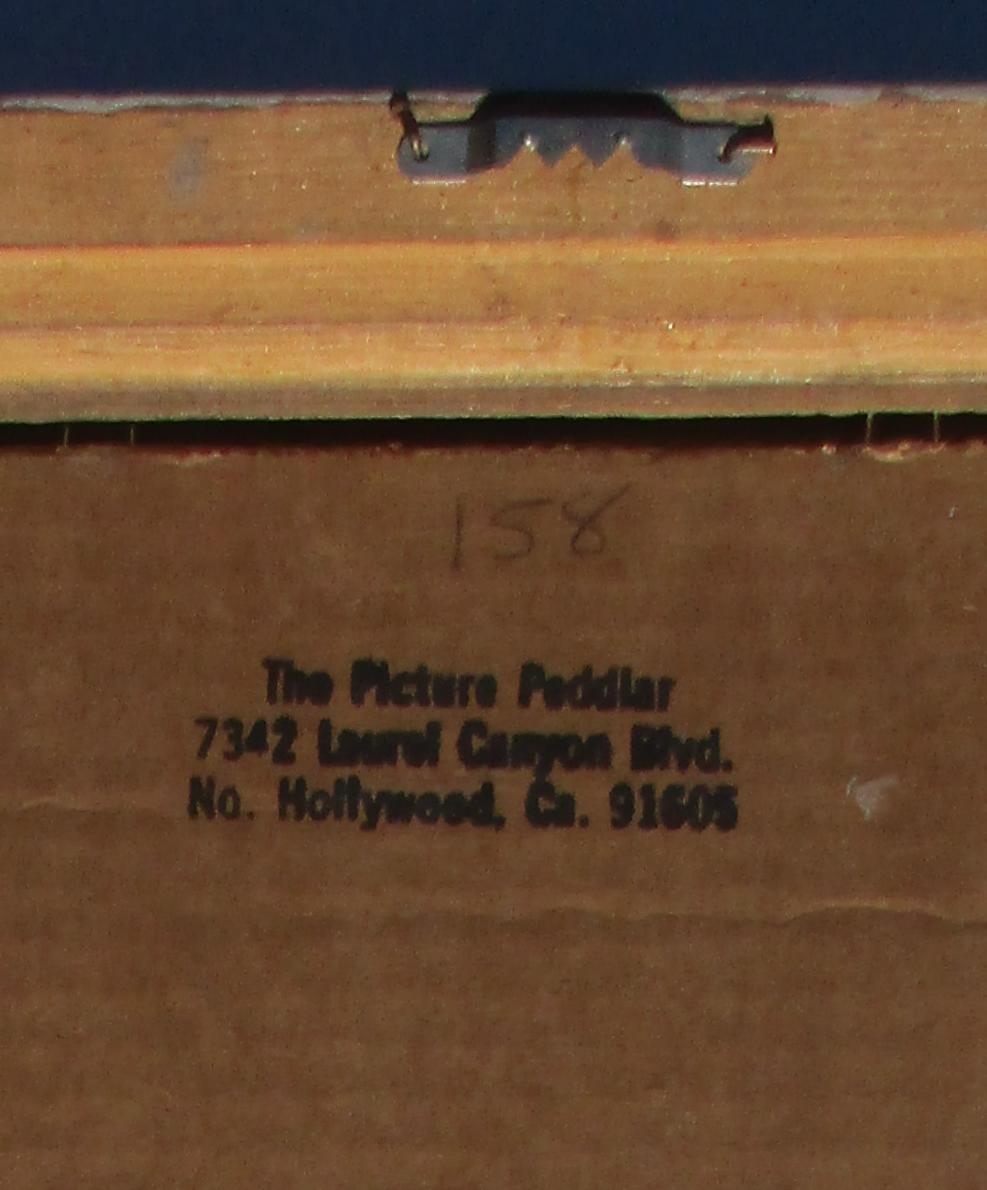 158
The Picture Peddlar
7342 Laurel Canyon Blvd.
No. Hollywood, Ca. 91605